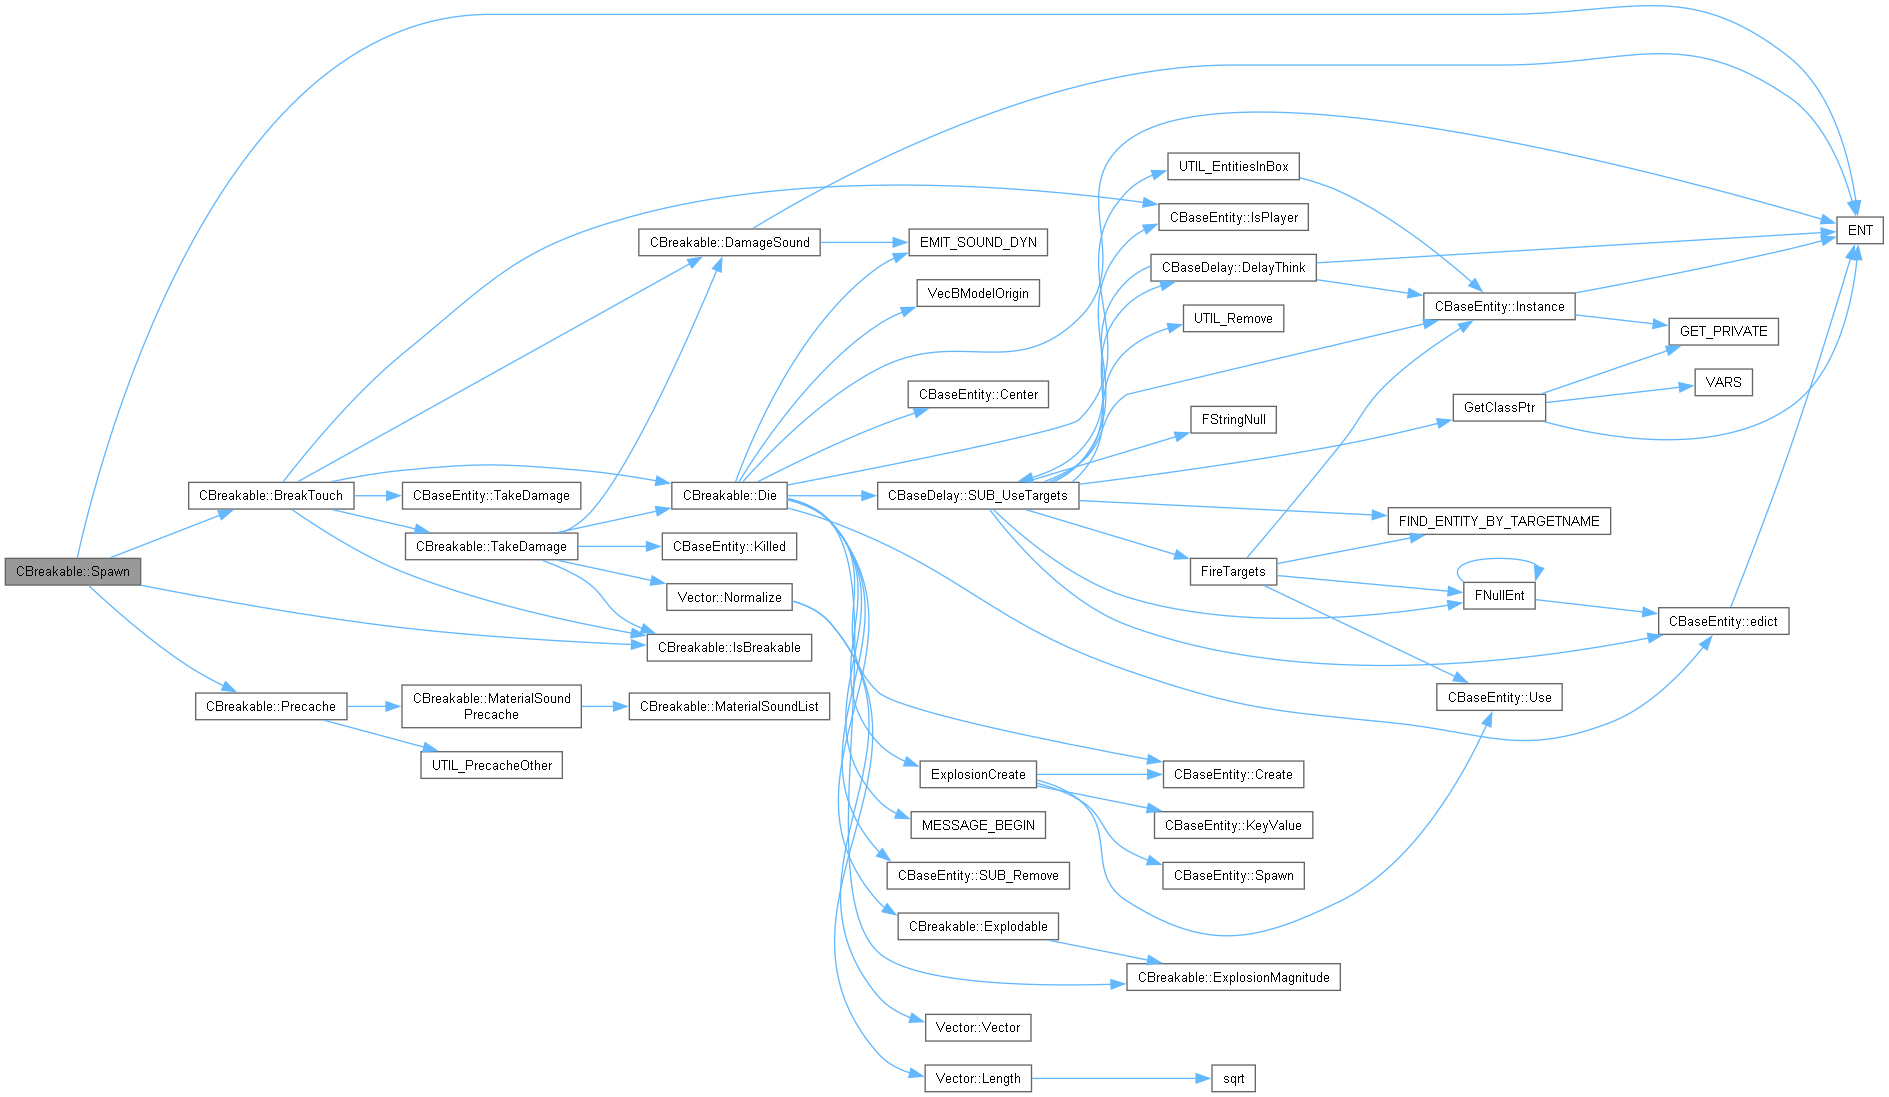 CBreakable::Spawn
CBreakable::BreakTouch
CBreakable::Precache
CBreakable::DamageSound
CBaseEntity::TakeDamage
CBreakable::TakeDamage
CBreakable::MaterialSound
Precache
UTIL_PrecacheOther
CBreakable::Die
CBaseEntity::Killed
Vector::Normalize
CBreakable::IsBreakable
CBreakable::MaterialSoundList
EMIT_SOUND_DYN
VecBModelOrigin
CBaseEntity::Center
CBaseDelay::SUB_UseTargets
ExplosionCreate
MESSAGE_BEGIN
CBaseEntity::SUB_Remove
CBreakable::Explodable
Vector::Vector
Vector::Length
UTIL_EntitiesInBox
CBaseEntity::IsPlayer
CBaseDelay::DelayThink
UTIL_Remove
FStringNull
FireTargets
CBaseEntity::Create
CBaseEntity::KeyValue
CBaseEntity::Spawn
CBreakable::ExplosionMagnitude
sqrt
CBaseEntity::Instance
GetClassPtr
FIND_ENTITY_BY_TARGETNAME
FNullEnt
CBaseEntity::Use
GET_PRIVATE
VARS
CBaseEntity::edict
ENT